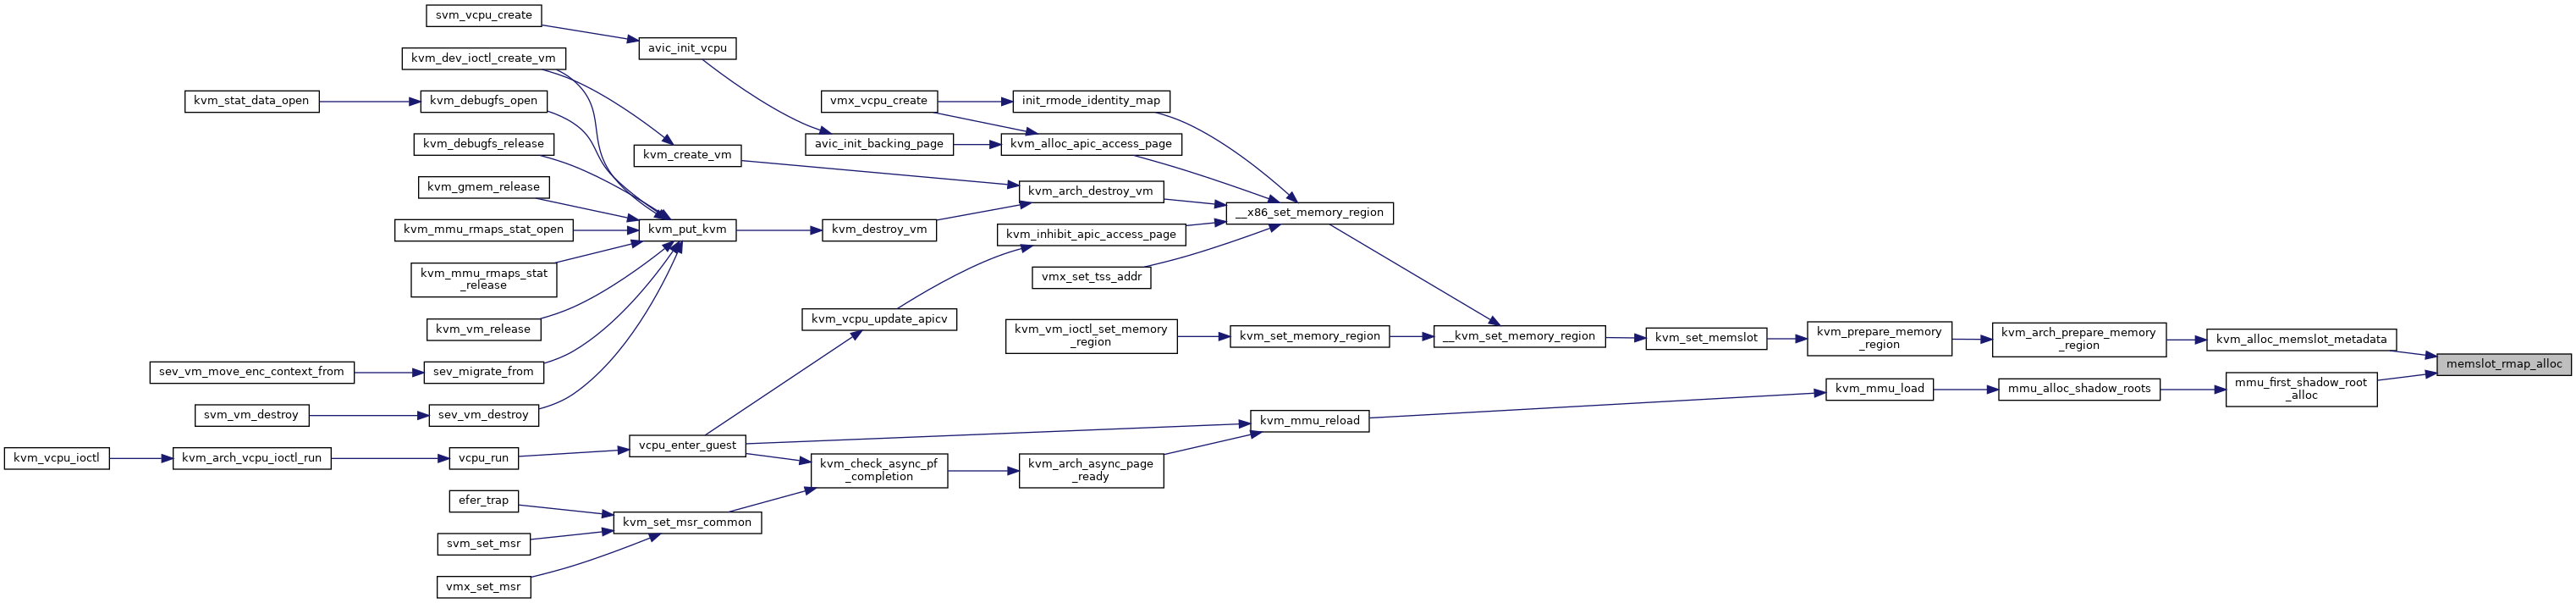 svm_vcpu_create
avic_init_vcpu
kvm_dev_ioctl_create_vm
kvm_stat_data_open
kvm_debugfs_open
vmx_vcpu_create
init_rmode_identity_map
kvm_debugfs_release
avic_init_backing_page
kvm_alloc_apic_access_page
kvm_create_vm
kvm_gmem_release
kvm_arch_destroy_vm
__x86_set_memory_region
kvm_mmu_rmaps_stat_open
kvm_put_kvm
kvm_destroy_vm
kvm_inhibit_apic_access_page
kvm_mmu_rmaps_stat
_release
vmx_set_tss_addr
kvm_vm_release
kvm_vcpu_update_apicv
kvm_vm_ioctl_set_memory
_region
kvm_set_memory_region
__kvm_set_memory_region
kvm_set_memslot
kvm_prepare_memory
_region
kvm_arch_prepare_memory
_region
kvm_alloc_memslot_metadata
memslot_rmap_alloc
sev_vm_move_enc_context_from
sev_migrate_from
kvm_mmu_load
mmu_alloc_shadow_roots
mmu_first_shadow_root
_alloc
svm_vm_destroy
sev_vm_destroy
kvm_mmu_reload
kvm_vcpu_ioctl
kvm_arch_vcpu_ioctl_run
vcpu_run
vcpu_enter_guest
kvm_check_async_pf
_completion
kvm_arch_async_page
_ready
efer_trap
kvm_set_msr_common
svm_set_msr
vmx_set_msr